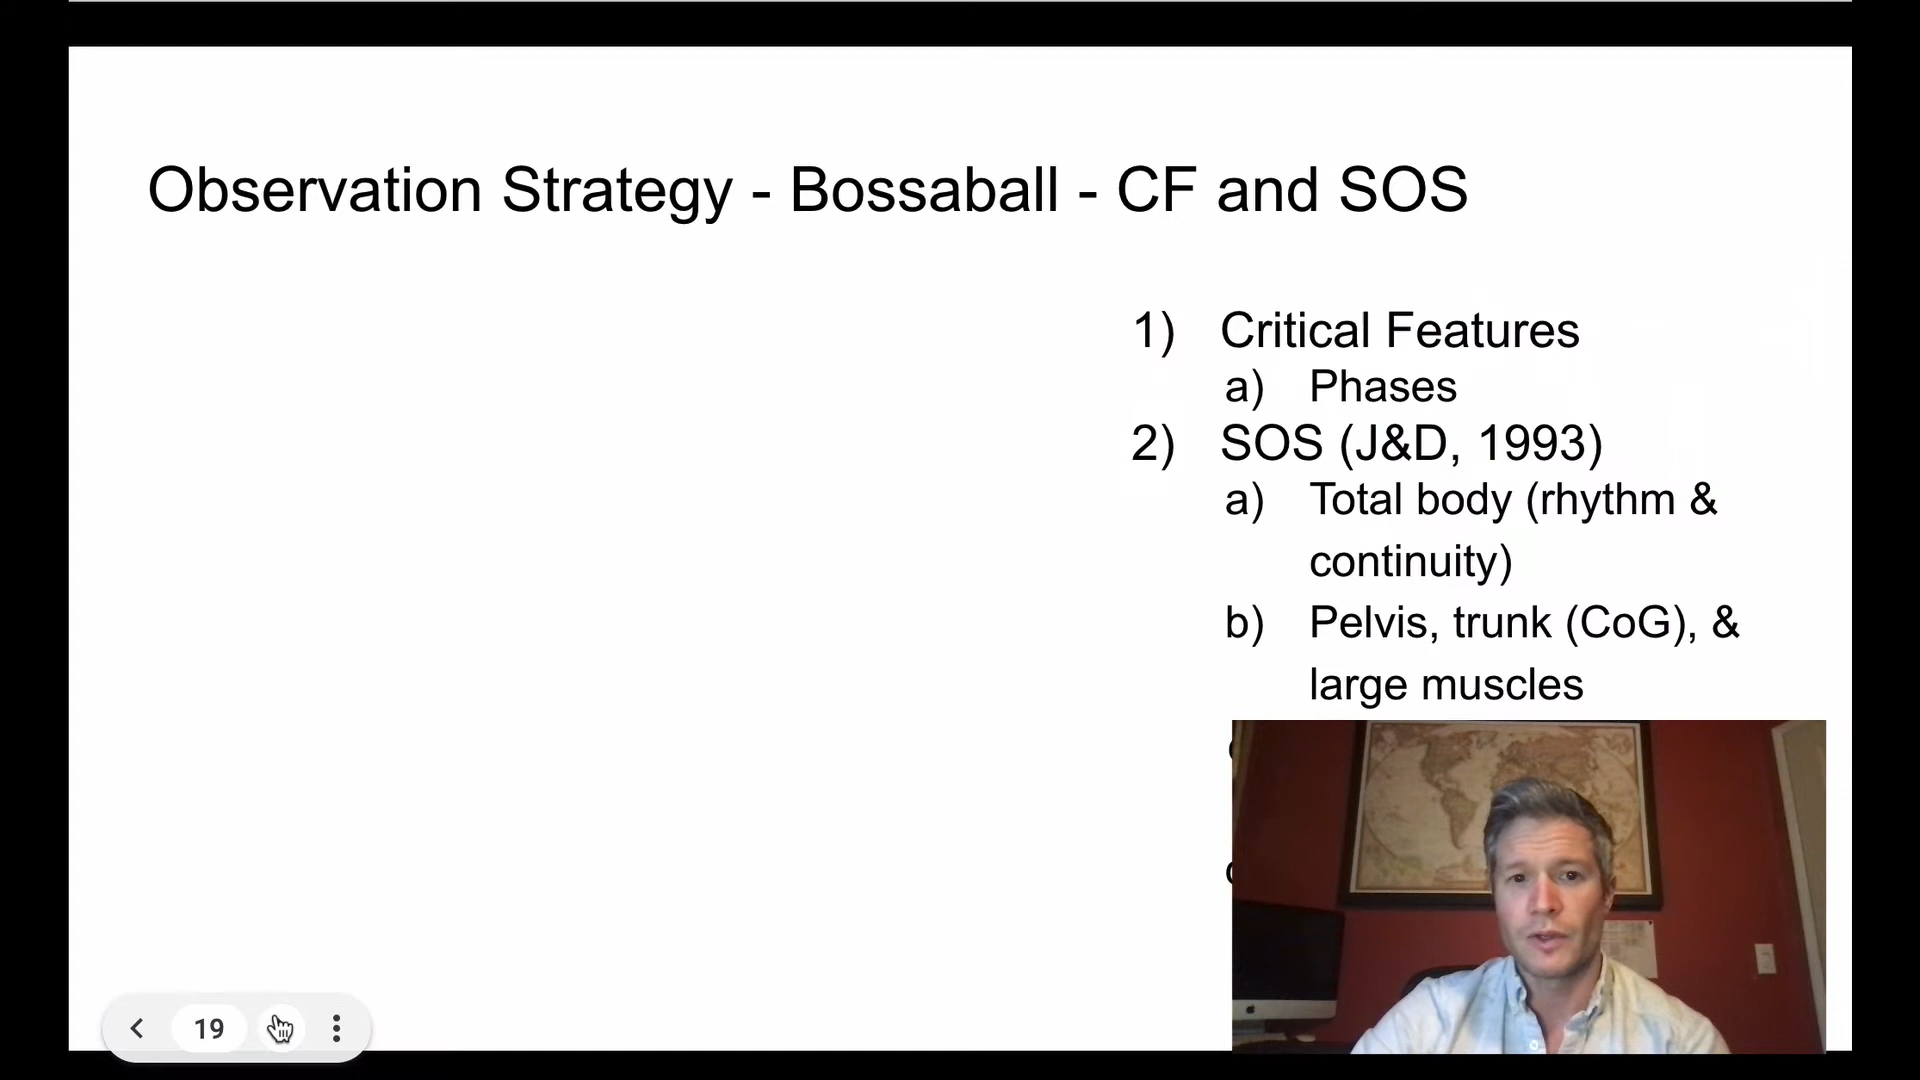 Observation Strategy - Bossaball - CF and SOS
1) Critical Features
a) Phases
2) SOS (J&D, 1993)
a) Total body (rhythm &
continuity)
b) Pelvis, trunk (CoG), &
large muscles
19